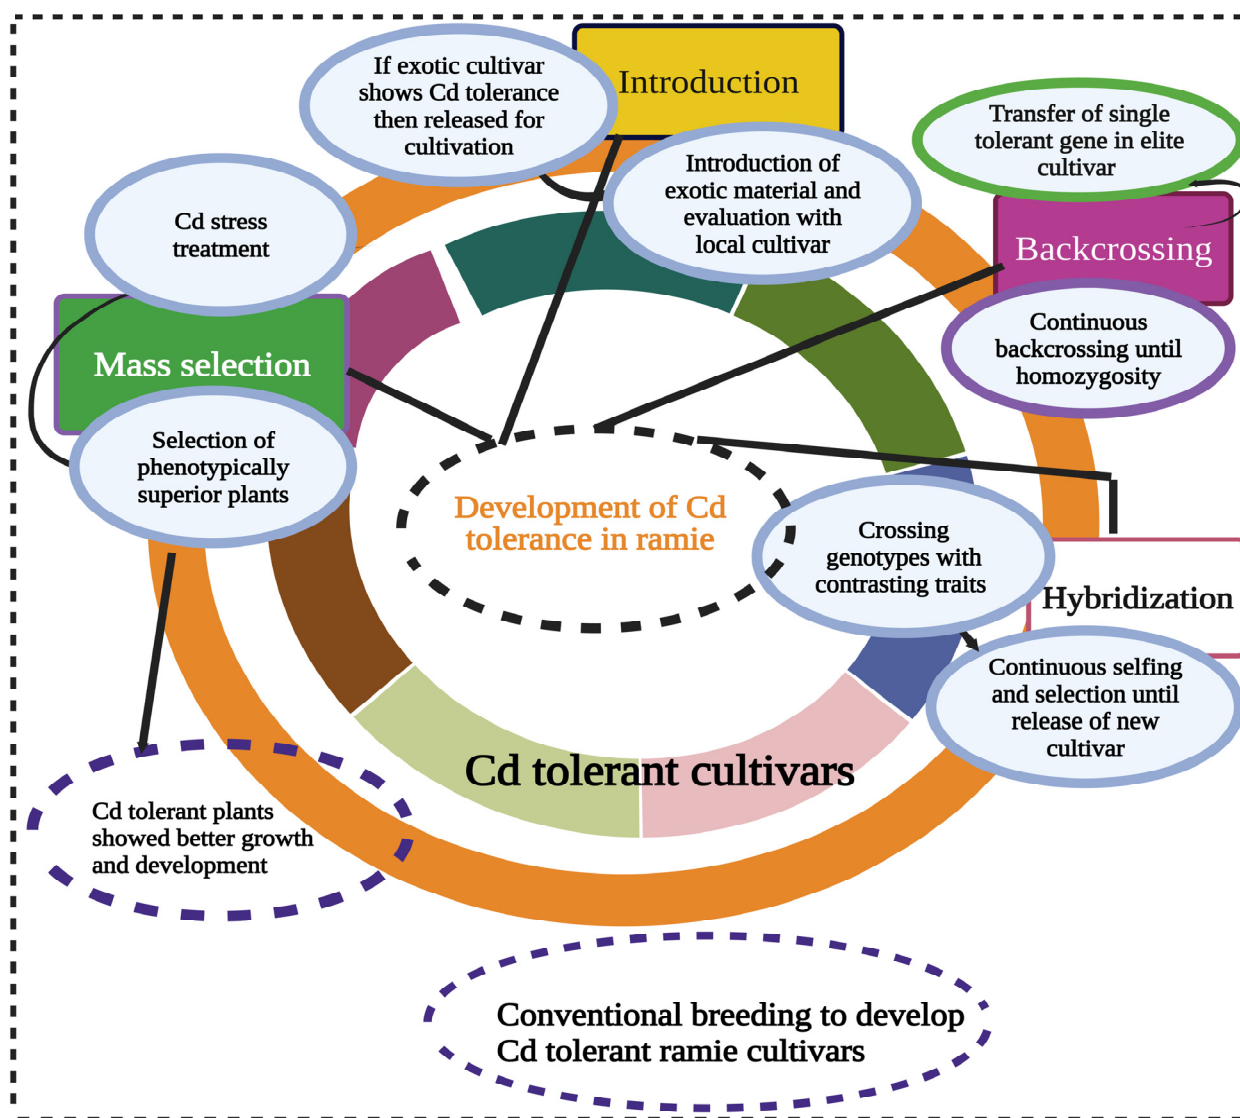 If exotic cultivar
shows Cd tolerance
then released for
cultivation
Introduction
Introduction of
exotic material and
evaluation with
local cultivar
Transfer of single
tolerant gene in elite
cultivar
Backcrossing
Continuous
backcrossing until
homozygosity
Cd stress
treatment
Mass selection
Selection of
phenotypically
superior plants
Development of Cd
tolerance in ramie
Crossing
genotypes with
contrasting traits
Hybridization
Continuous selfing
and selection until
release of new
cultivar
Cd tolerant cultivars
Cd tolerant plants
showed better growth
and development
Conventional breeding to develop
Cd tolerant ramie cultivars